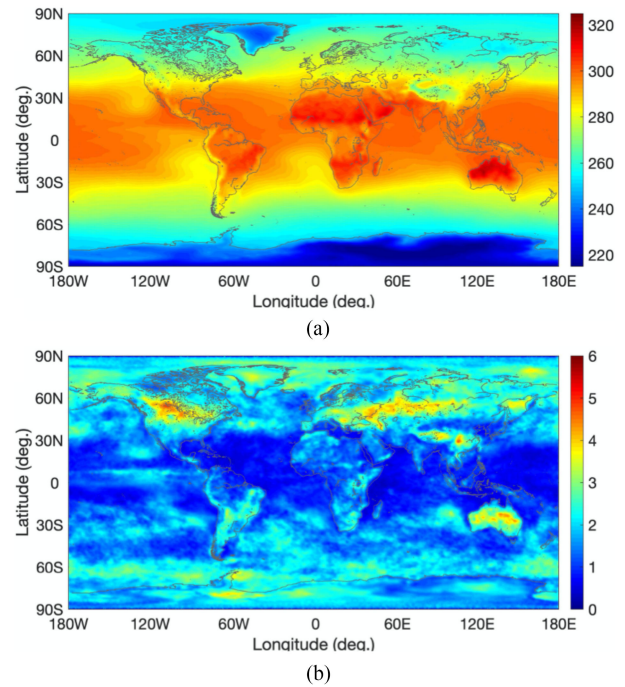 90N
60N
30N
0
30S
60S
90S
Latitude (deg.)
180W 120W 60W 0 60E 120E 180E
Longitude (deg.)
320
300
280
260
240
220
(a)
90N
60N
30N
0
30S
60S
90S
Latitude (deg.)
180W 120W 60W 0 60E 120E 180E
Longitude (deg.)
6
5
4
3
2
1
0
(b)